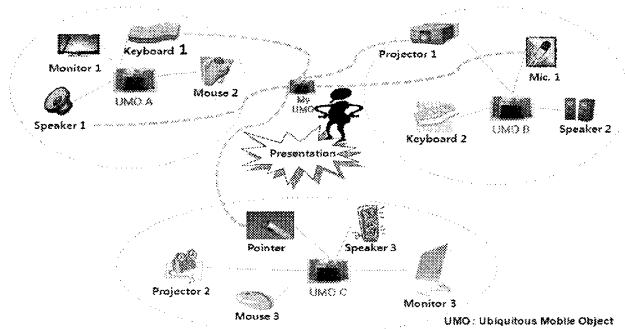 Keyboard 1
Monitor 1
UMO A
Mouse 2
Speaker 1
My
UMO
Projector 1
Mic. 1
Keyboard 2
UMO B
Speaker 2
Presentation
Pointer
Speaker 3
Projector 2
UMO C
Mouse 3
Monitor 3
UMO : Ubiquitous Mobile Object